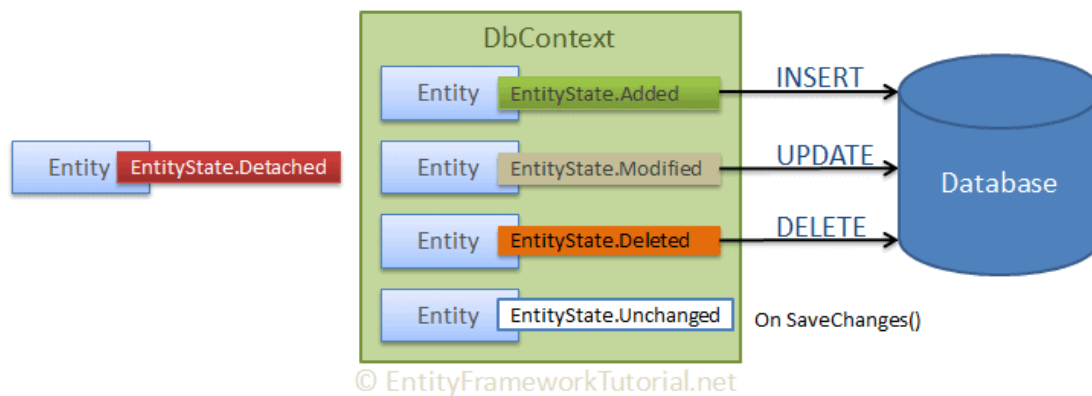 DbContext
Entity EntityState.Added
INSERT
Entity EntityState.Detached
Entity EntityState.Modified
UPDATE
Database
Entity EntityState.Deleted
DELETE
Entity EntityState.Unchanged
On SaveChanges()
© EntityFrameworkTutorial.net